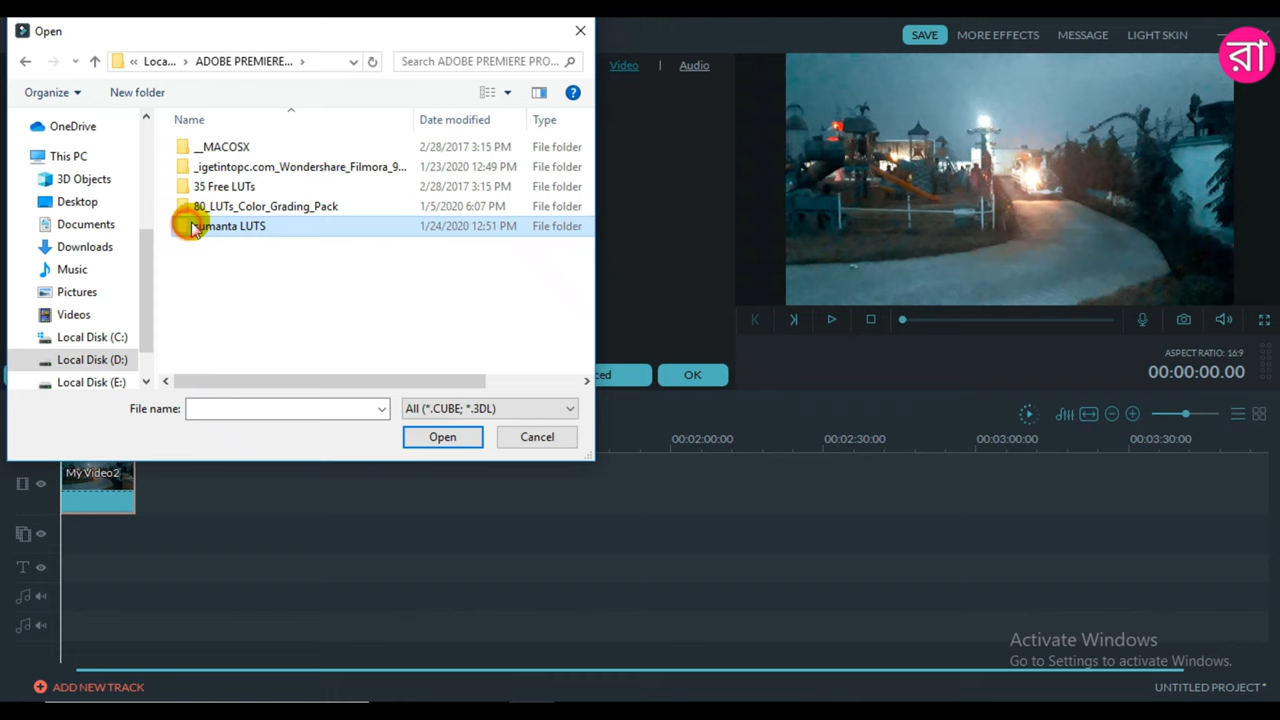 Open
SAVE
MORE EFFECTS
MESSAGE
LIGHT SKIN
রা
Loca...
ADOBE PREMIERE...
Search ADOBE PREMIERE PRO...
Video
Audio
Organize
New folder
Name
Date modified
Type
OneDrive
This PC
3D Objects
Desktop
Documents
Downloads
Music
Pictures
Videos
Local Disk (C:)
Local Disk (D:)
Local Disk (E:)
__MACOSX 2/28/2017 3:15 PM File folder
_igetintopc.com_Wondershare_Filmora_9... 1/23/2020 12:49 PM File folder
35 Free LUTs 2/28/2017 3:15 PM File folder
80_LUTs_Color_Grading_Pack 1/5/2020 6:07 PM File folder
umanta LUTS 1/24/2020 12:51 PM File folder
File name:
All (*.CUBE; *.3DL)
Open
Cancel
OK
ASPECT RATIO: 16:9
00:00:00.00
00:02:00:00
00:02:30:00
00:03:00:00
00:03:30:00
My Video2
Activate Windows
Go to Settings to activate Windows.
ADD NEW TRACK
UNTITLED PROJECT *